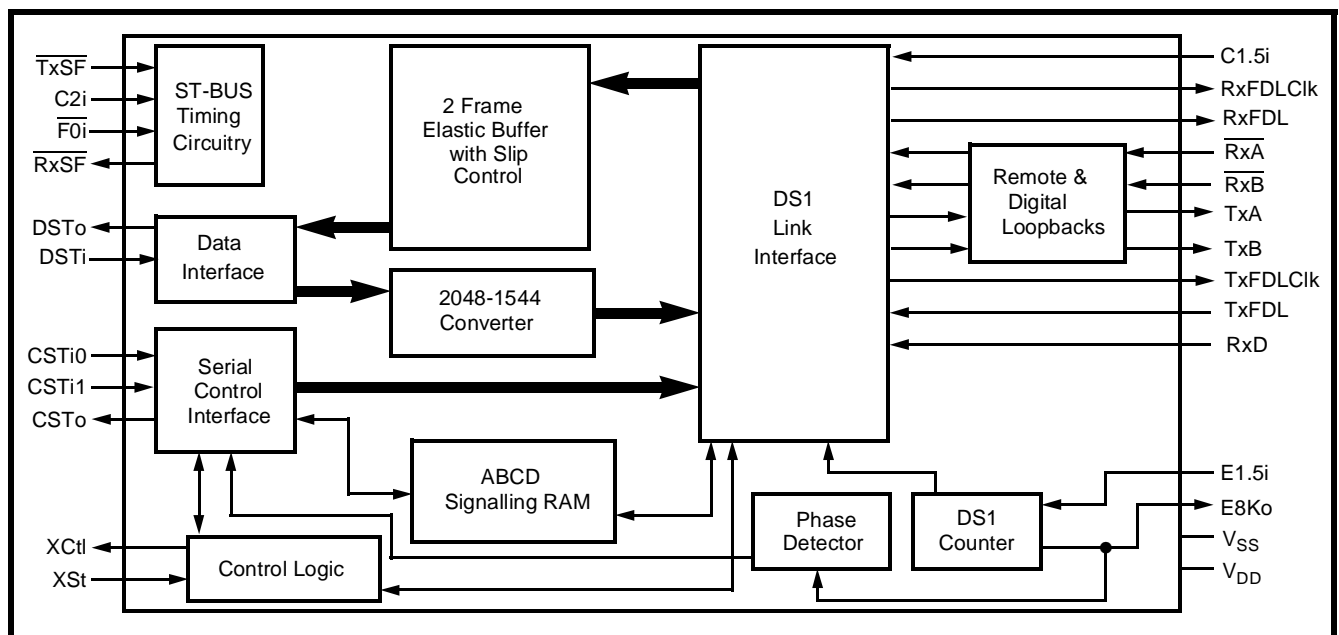 TxSF
C2i
F0i
RxSF
DSTo
DSTi
CSTi0
CSTi1
CSTo
XCtl
XSt
ST-BUS
Timing
Circuitry
Data
Interface
Serial
Control
Interface
Control Logic
2 Frame
Elastic Buffer
with Slip
Control
2048-1544
Converter
ABCD
Signalling RAM
DS1
Link
Interface
Phase
Detector
DS1
Counter
Remote &
Digital
Loopbacks
C1.5i
RxFDLClk
RxFDL
RxA
RxB
TxA
TxB
TxFDLClk
TxFDL
RxD
E1.5i
E8Ko
VSS
VDD